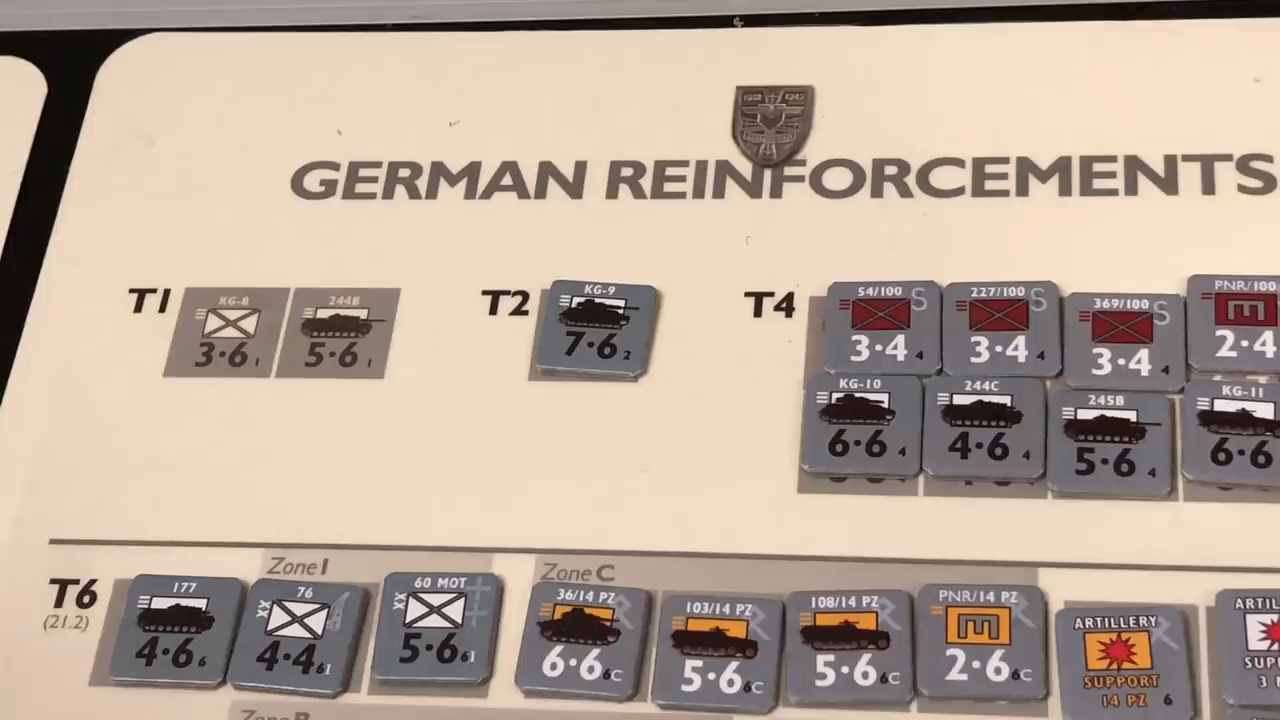 GERMAN REINFORCEMENTS
T1
KG-8
3·6 1
244B
5·6 1
T2
KG-9
7·6 2
T4
54/100 S
3·4 4
227/100 S
3·4 4
369/100 S
3·4 4
PNR/100
E
2·4
KG-10
6·6 4
244C
4·6 4
245B
5·6 4
KG-11
6·6
T6
(21.2)
177
4·6 6
Zone I
76
XX
4·4 6I
60 MOT
XX
5·6 6I
Zone C
36/14 PZ
6·6 6C
103/14 PZ
5·6 6C
108/14 PZ
5·6 6C
PNR/14 PZ
E
2·6 6C
ARTILLERY
SUPPORT
14 PZ 6